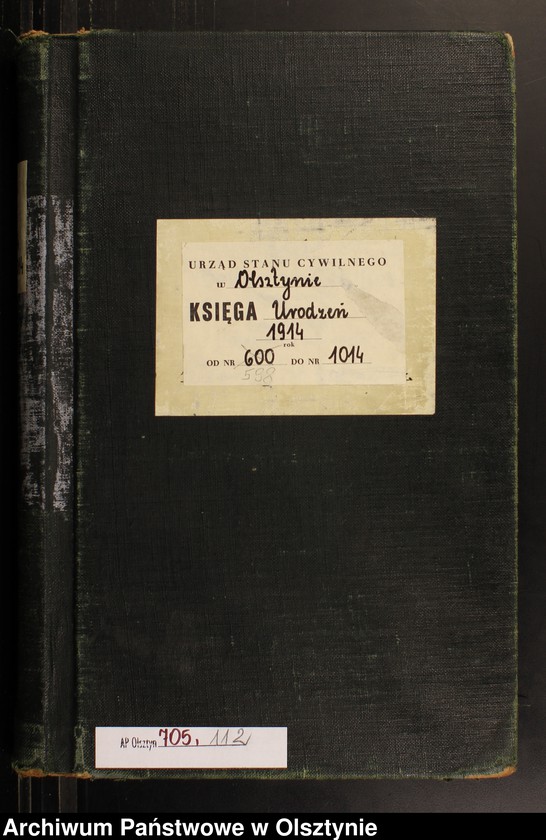 URZĄD STANU CYWILNEGO
w Olsztynie
KSIĘGA Urodzeń
1914
rok
OD NR 600 DO NR 1014
598
AP Olsztyn 705, 112
Archiwum Państwowe w Olsztynie